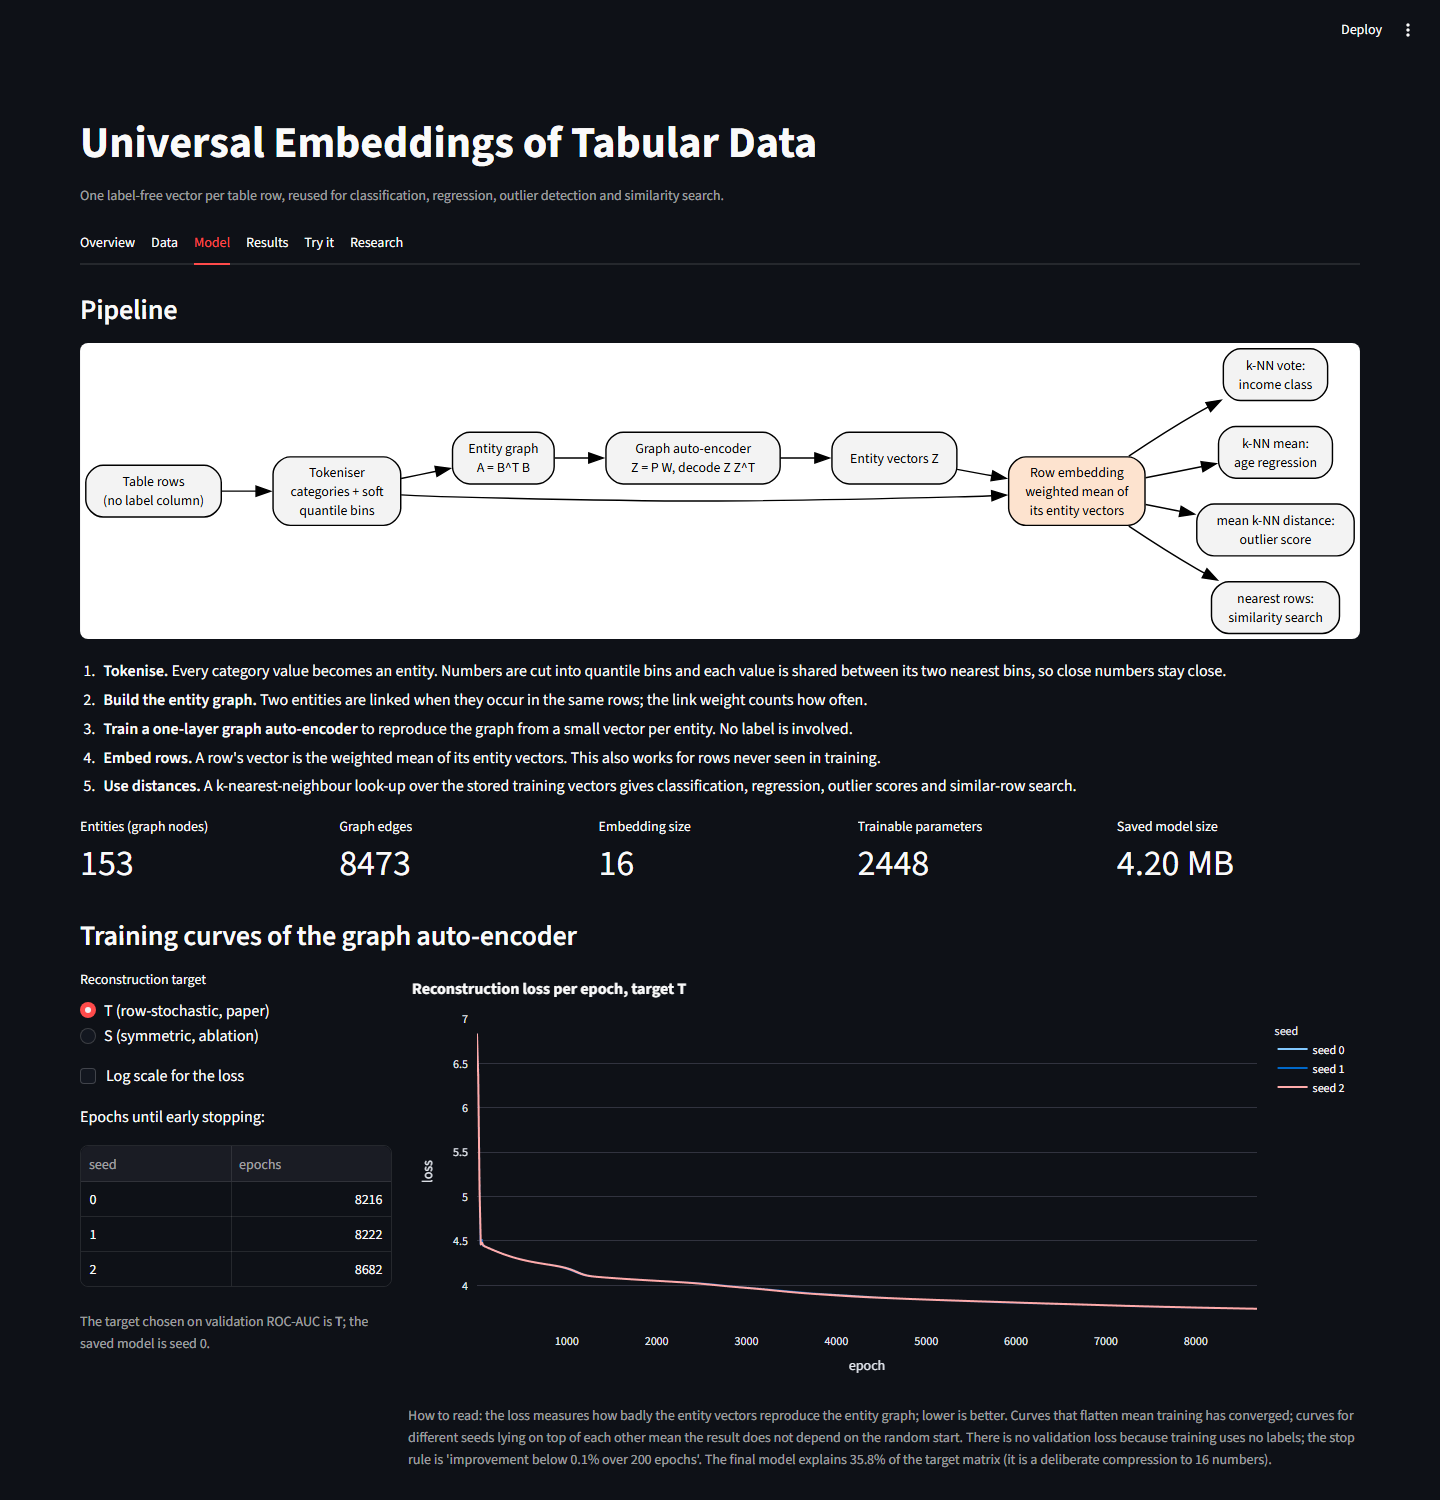 Deploy
Universal Embeddings of Tabular Data
One label-free vector per table row, reused for classification, regression, outlier detection and similarity search.
Overview Data Model Results Try it Research
Pipeline
Table rows
(no label column)
Tokeniser
categories + soft
quantile bins
Entity graph
A = B^T B
Graph auto-encoder
Z = P W, decode Z Z^T
Entity vectors Z
Row embedding
weighted mean of
its entity vectors
k-NN vote:
income class
k-NN mean:
age regression
mean k-NN distance:
outlier score
nearest rows:
similarity search
1. Tokenise. Every category value becomes an entity. Numbers are cut into quantile bins and each value is shared between its two nearest bins, so close numbers stay close.
2. Build the entity graph. Two entities are linked when they occur in the same rows; the link weight counts how often.
3. Train a one-layer graph auto-encoder to reproduce the graph from a small vector per entity. No label is involved.
4. Embed rows. A row's vector is the weighted mean of its entity vectors. This also works for rows never seen in training.
5. Use distances. A k-nearest-neighbour look-up over the stored training vectors gives classification, regression, outlier scores and similar-row search.
Entities (graph nodes) Graph edges Embedding size Trainable parameters Saved model size
153 8473 16 2448 4.20 MB
Training curves of the graph auto-encoder
Reconstruction target
T (row-stochastic, paper)
S (symmetric, ablation)
Log scale for the loss
Epochs until early stopping:
seed epochs
0 8216
1 8222
2 8682
The target chosen on validation ROC-AUC is T; the
saved model is seed 0.
Reconstruction loss per epoch, target T
7
6.5
6
5.5
5
4.5
4
loss
1000 2000 3000 4000 5000 6000 7000 8000
epoch
seed
seed 0
seed 1
seed 2
How to read: the loss measures how badly the entity vectors reproduce the entity graph; lower is better. Curves that flatten mean training has converged; curves for
different seeds lying on top of each other mean the result does not depend on the random start. There is no validation loss because training uses no labels; the stop
rule is 'improvement below 0.1% over 200 epochs'. The final model explains 35.8% of the target matrix (it is a deliberate compression to 16 numbers).